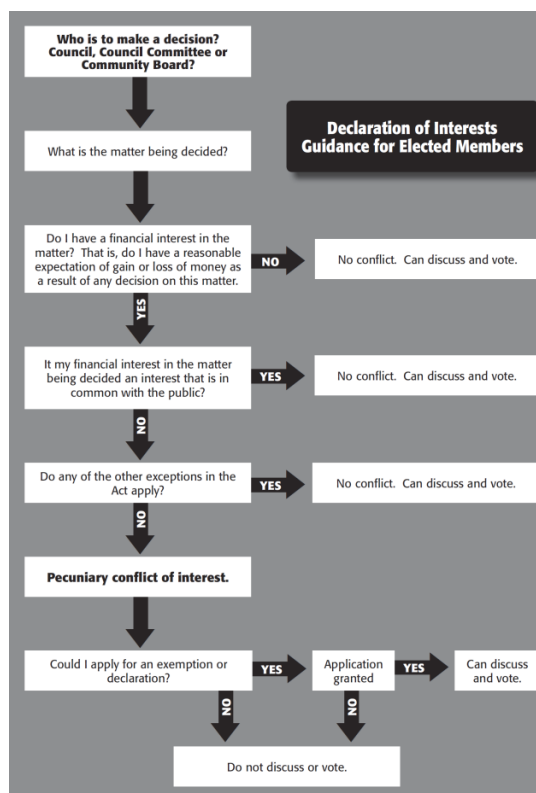 Who is to make a decision?
Council, Council Committee or
Community Board?
Declaration of Interests
Guidance for Elected Members
What is the matter being decided?
Do I have a financial interest in the
matter? That is, do I have a reasonable
expectation of gain or loss of money as
a result of any decision on this matter.
NO
No conflict. Can discuss and vote.
YES
It my financial interest in the matter
being decided an interest that is in
common with the public?
YES
No conflict. Can discuss and vote.
NO
Do any of the other exceptions in the
Act apply?
YES
No conflict. Can discuss and vote.
NO
Pecuniary conflict of interest.
Could I apply for an exemption or
declaration?
YES
Application
granted
YES
Can discuss
and vote.
NO
NO
Do not discuss or vote.